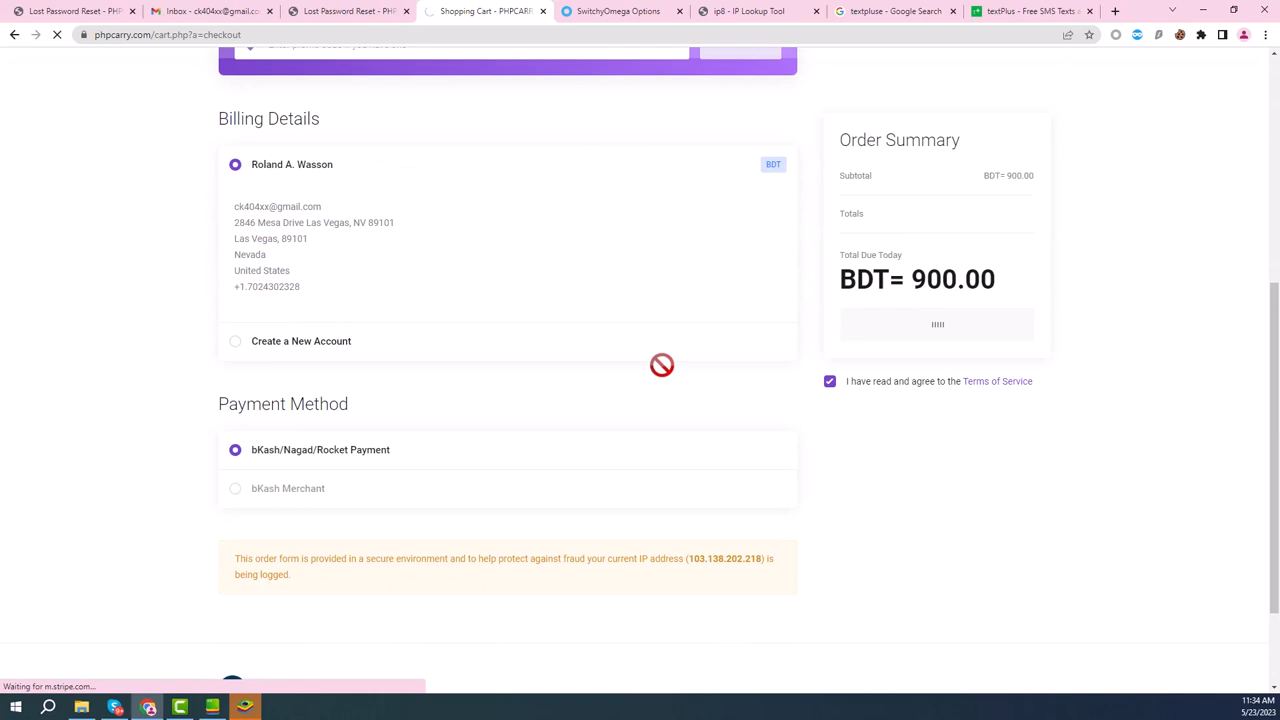 Lost Password Reset - PHP
Inbox - ck404xx@gmail.co
Lost Password Reset - PHP
Shopping Cart - PHPCARRY
SwitchyOmega Options
ip8 - IP Lookup Tool
textpluse - Google Search
textPlus - Free SMS Texts
phpcarry.com/cart.php?a=checkout
Billing Details
Roland A. Wasson
BDT
ck404xx@gmail.com
2846 Mesa Drive Las Vegas, NV 89101
Las Vegas, 89101
Nevada
United States
+1.7024302328
Create a New Account
Payment Method
bKash/Nagad/Rocket Payment
bKash Merchant
This order form is provided in a secure environment and to help protect against fraud your current IP address (103.138.202.218) is
being logged.
Order Summary
Subtotal BDT= 900.00
Totals
Total Due Today
BDT= 900.00
I have read and agree to the Terms of Service
Waiting for m.stripe.com...
11:34 AM
5/23/2023